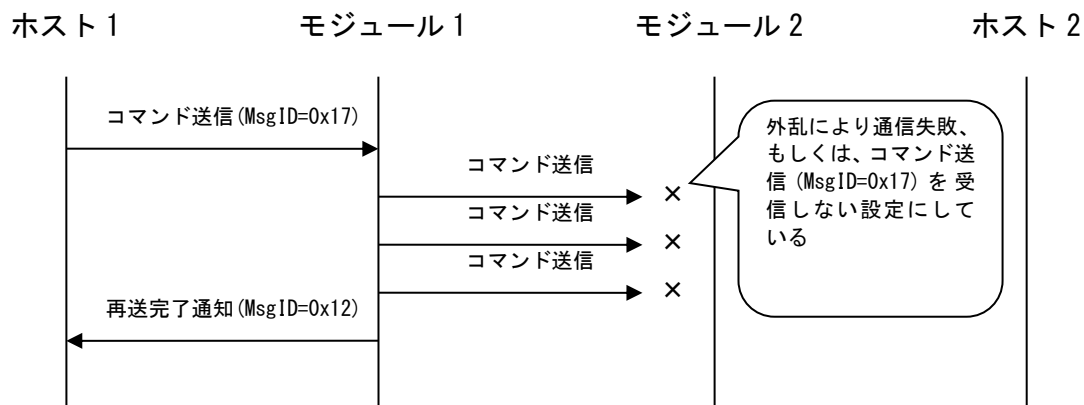 ホスト1 モジュール1 モジュール2 ホスト2
コマンド送信(MsgID=0x17)
外乱により通信失敗、
もしくは、コマンド送
信(MsgID=0x17)を受
信しない設定にして
いる
コマンド送信
×
コマンド送信
×
コマンド送信
×
再送完了通知(MsgID=0x12)